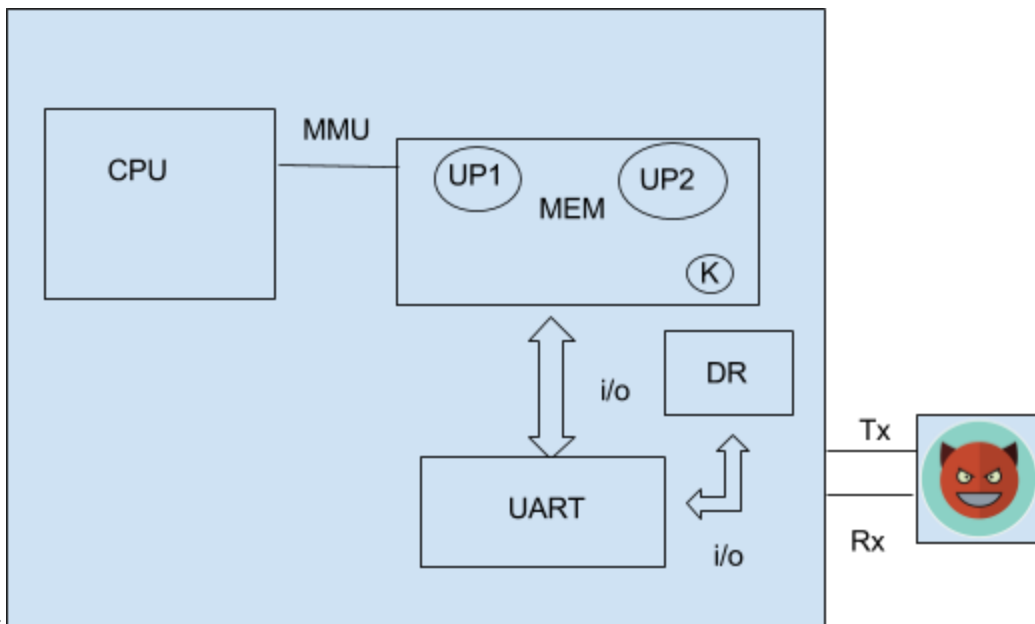 MMU
CPU
UP1
UP2
MEM
K
DR
i/o
Tx
UART
Rx
i/o